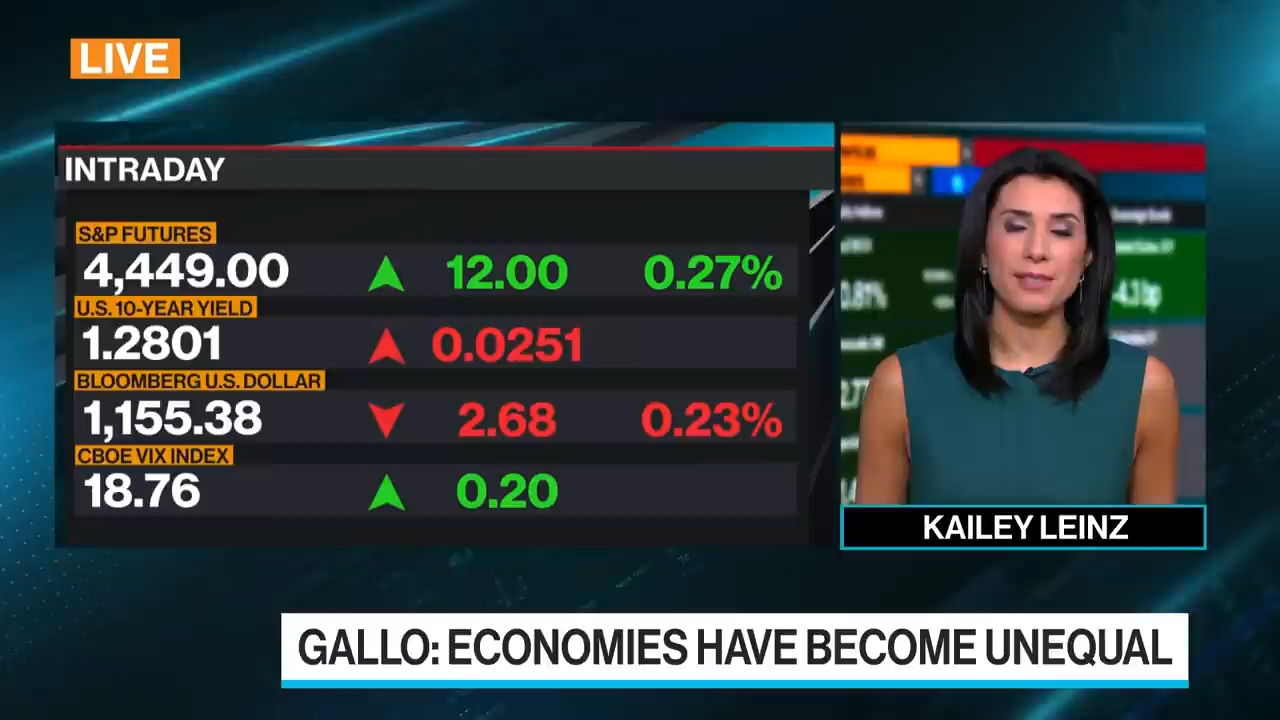 LIVE
INTRADAY
S&P FUTURES
4,449.00 12.00 0.27%
U.S. 10-YEAR YIELD
1.2801 0.0251
BLOOMBERG U.S. DOLLAR
1,155.38 2.68 0.23%
CBOE VIX INDEX
18.76 0.20
KAILEY LEINZ
GALLO: ECONOMIES HAVE BECOME UNEQUAL